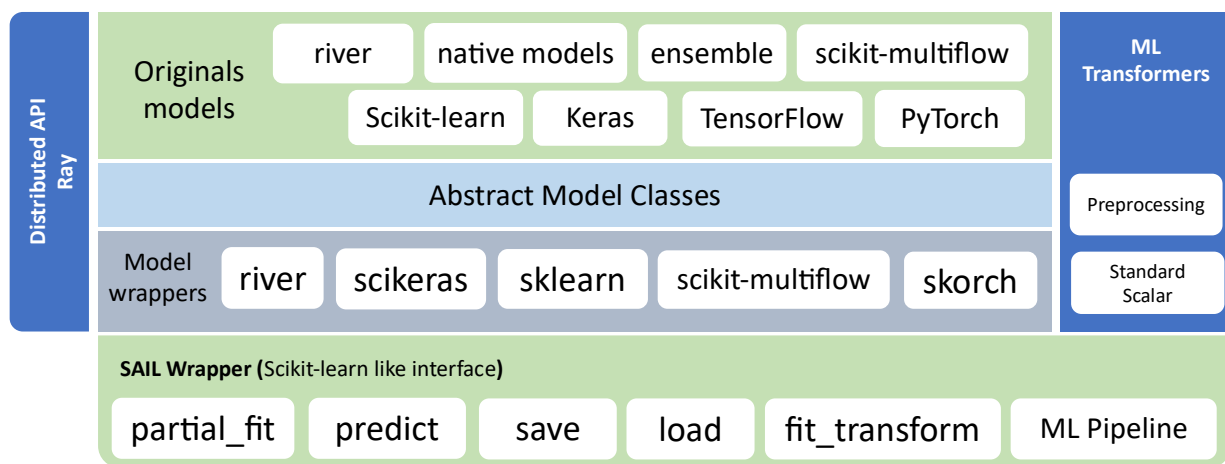 Distributed API
Ray
Originals
models
river
native models
ensemble
scikit-multiflow
Scikit-learn
Keras
TensorFlow
PyTorch
Abstract Model Classes
Model
wrappers
river
scikeras
sklearn
scikit-multiflow
skorch
ML
Transformers
Preprocessing
Standard
Scalar
SAIL Wrapper (Scikit-learn like interface)
partial_fit
predict
save
load
fit_transform
ML Pipeline